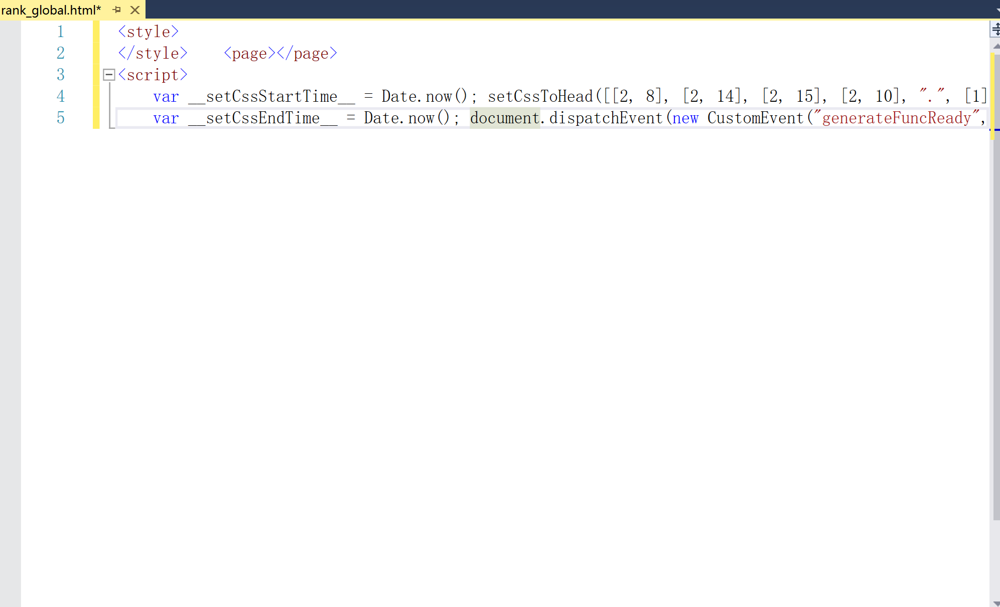 rank_global.html*
1 <style>
2 </style> <page></page>
3 <script>
4 var __setCssStartTime__ = Date.now(); setCssToHead([[2, 8], [2, 14], [2, 15], [2, 10], ".", [1]
5 var __setCssEndTime__ = Date.now(); document.dispatchEvent(new CustomEvent("generateFuncReady",